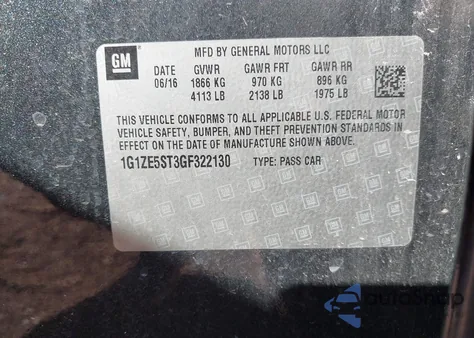 GM
MFD BY GENERAL MOTORS LLC
DATE GVWR GAWR FRT GAWR RR
06/16 1866 KG 970 KG 896 KG
4113 LB 2138 LB 1975 LB
THIS VEHICLE CONFORMS TO ALL APPLICABLE U.S. FEDERAL MOTOR
VEHICLE SAFETY, BUMPER, AND THEFT PREVENTION STANDARDS IN
EFFECT ON THE DATE OF MANUFACTURE SHOWN ABOVE.
1G1ZE5ST3GF322130 TYPE: PASS CAR
autoSnap